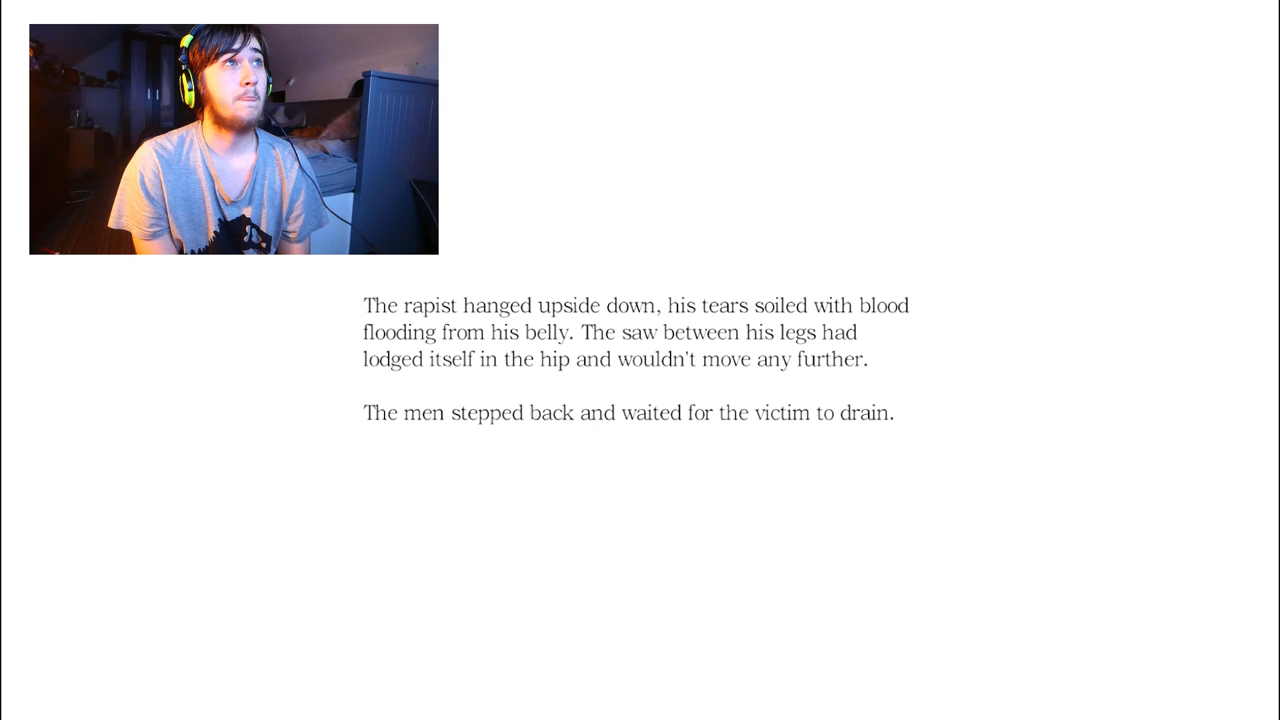 The rapist hanged upside down, his tears soiled with blood
flooding from his belly. The saw between his legs had
lodged itself in the hip and wouldn't move any further.
The men stepped back and waited for the victim to drain.